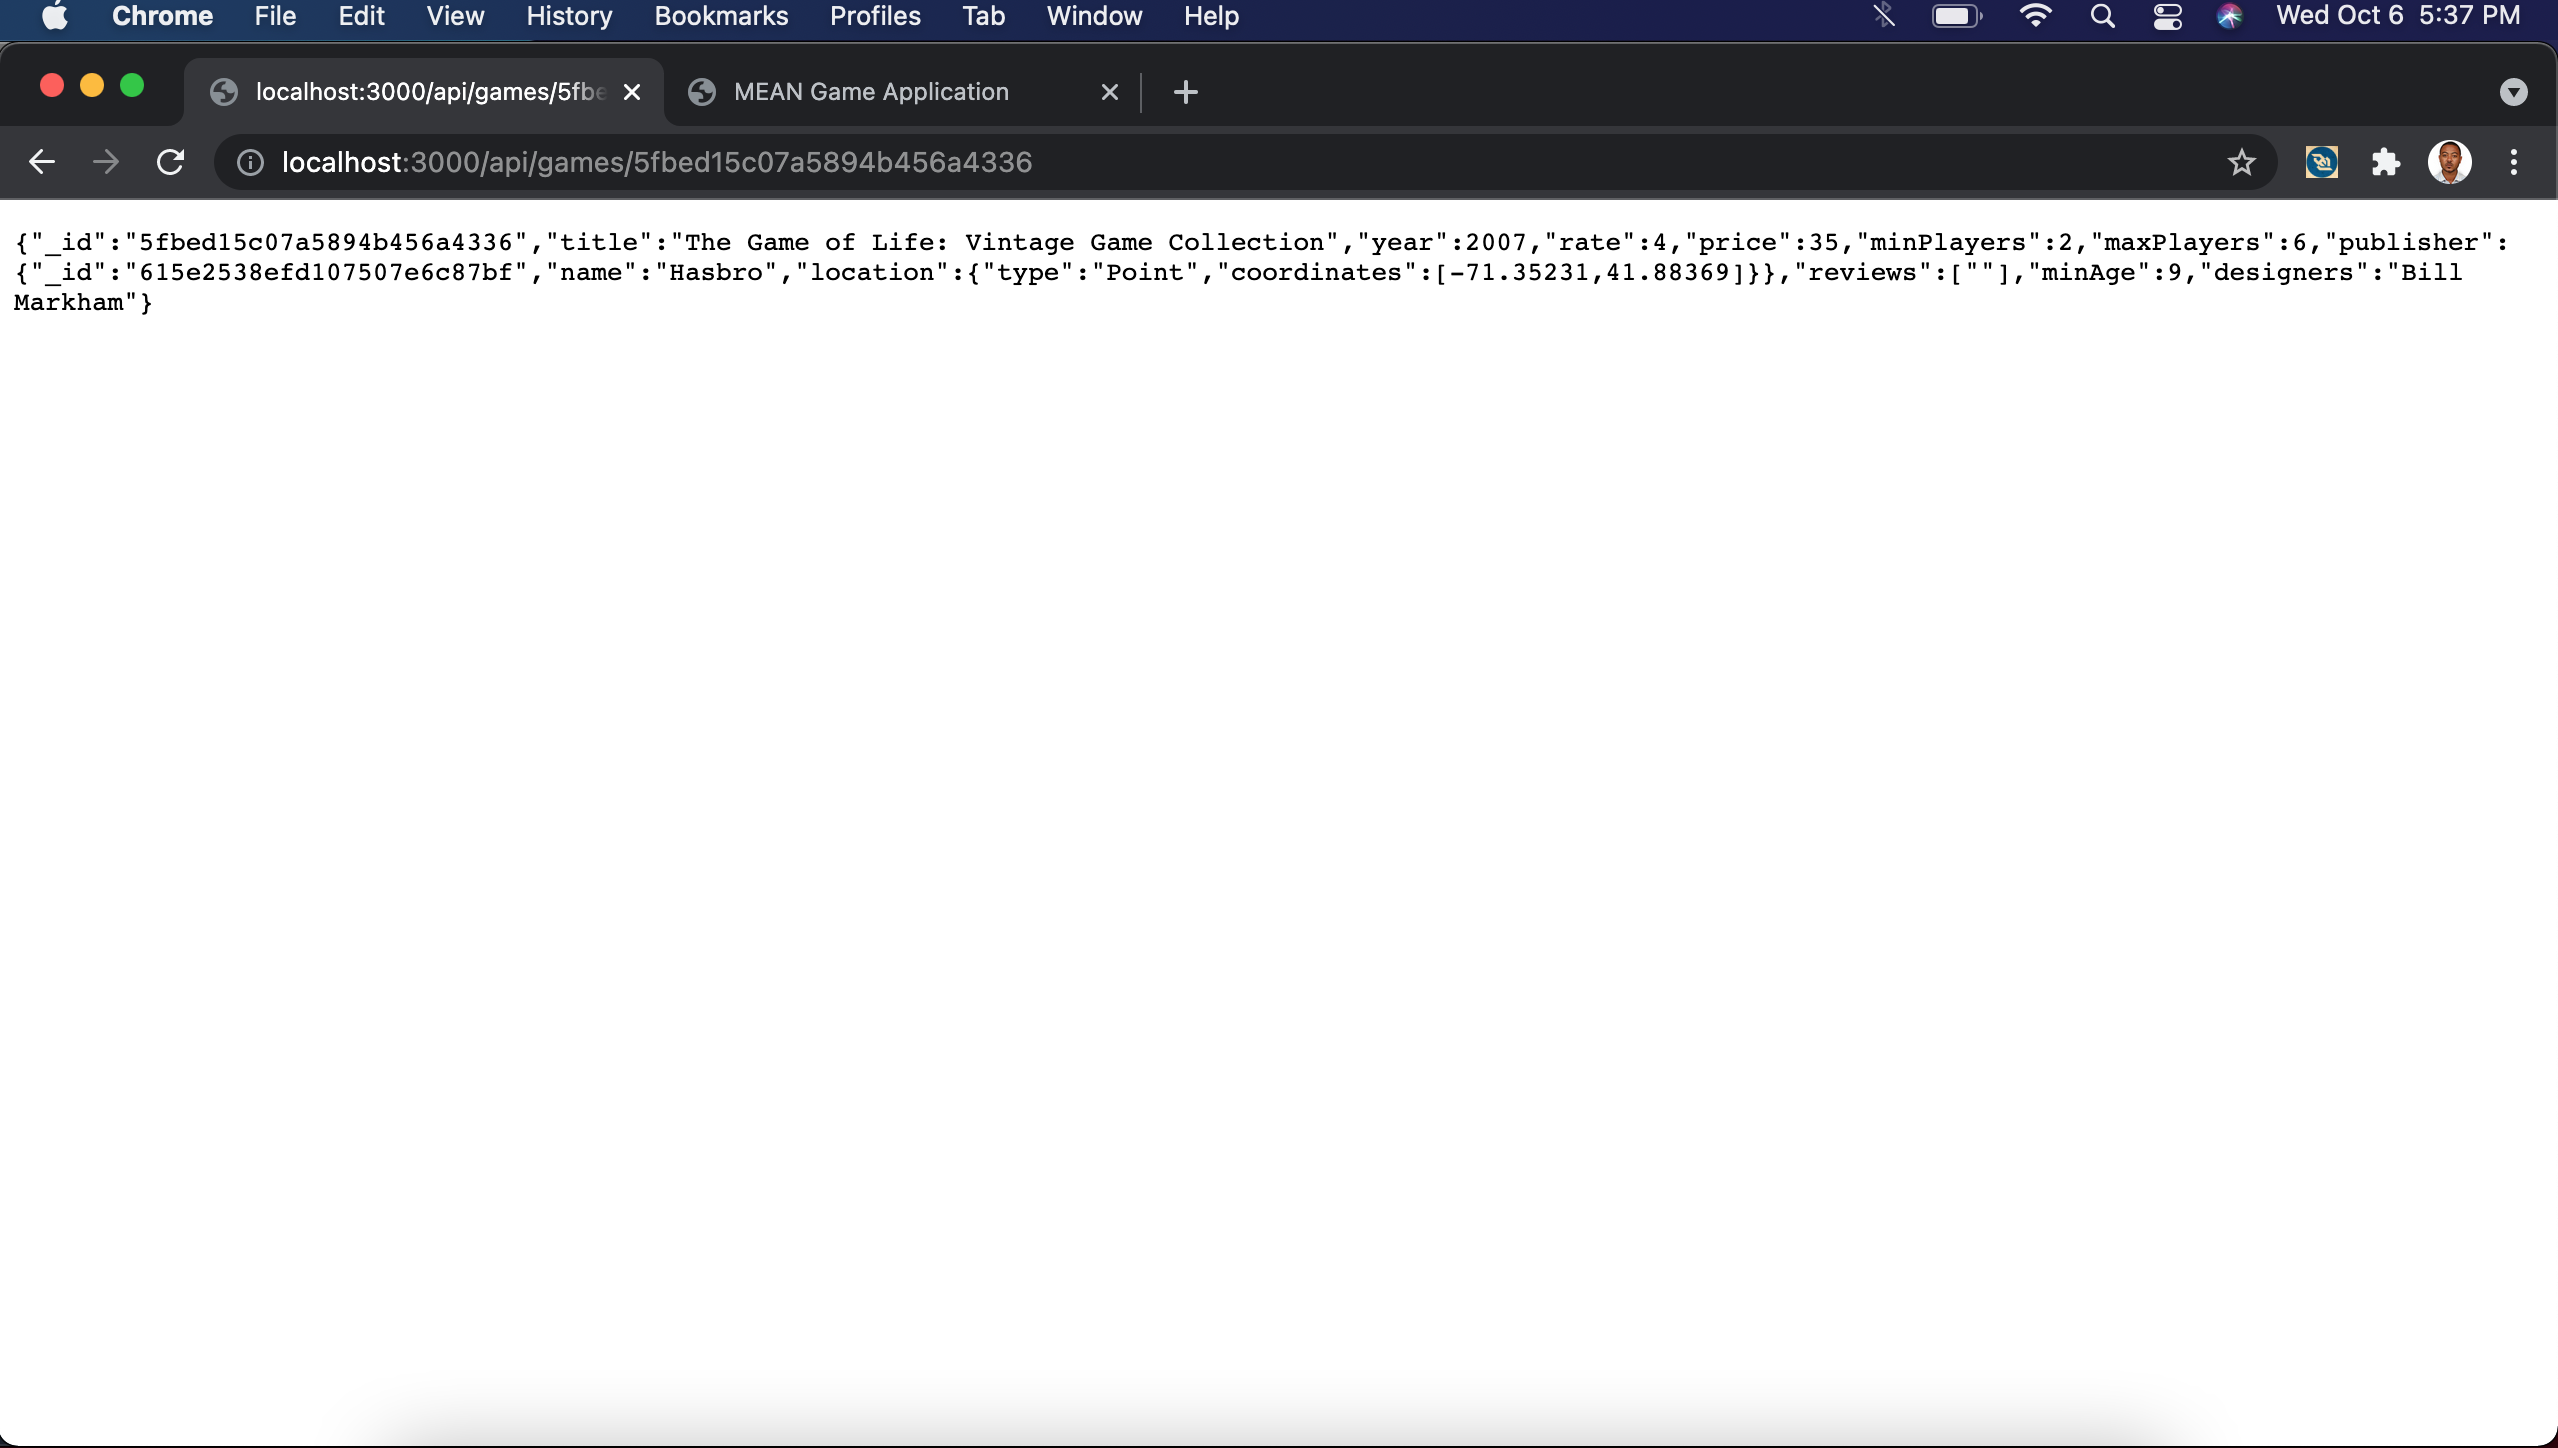 Chrome File Edit View History Bookmarks Profiles Tab Window Help Wed Oct 6 5:37 PM
localhost:3000/api/games/5fbe MEAN Game Application
localhost:3000/api/games/5fbed15c07a5894b456a4336
{"_id":"5fbed15c07a5894b456a4336","title":"The Game of Life: Vintage Game Collection","year":2007,"rate":4,"price":35,"minPlayers":2,"maxPlayers":6,"publisher":
{"_id":"615e2538efd107507e6c87bf","name":"Hasbro","location":{"type":"Point","coordinates":[-71.35231,41.88369]}},"reviews":[""],"minAge":9,"designers":"Bill
Markham"}